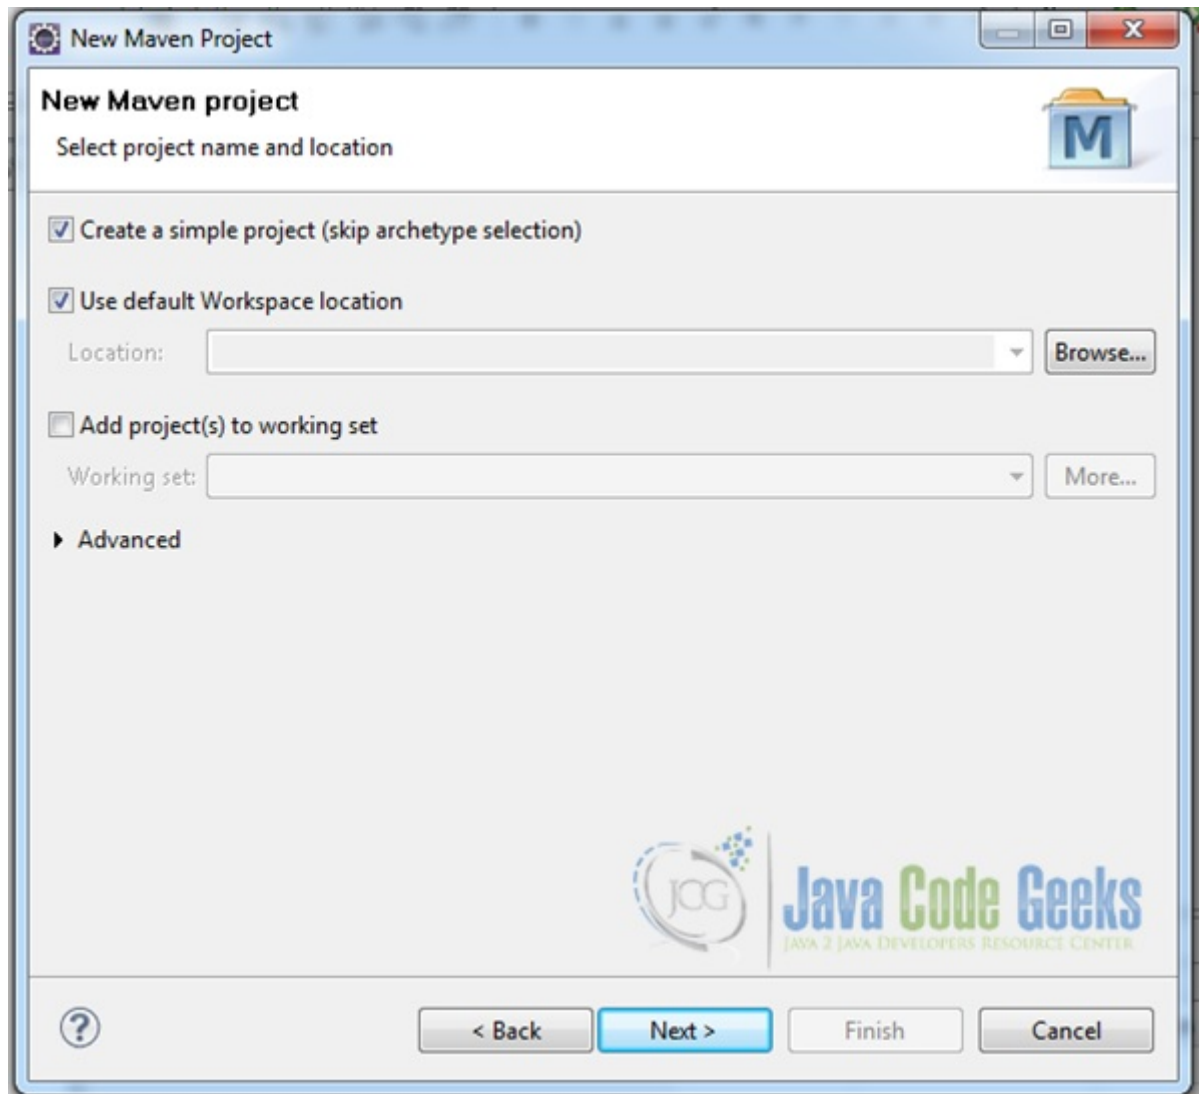 New Maven Project
New Maven project
M
Select project name and location
Create a simple project (skip archetype selection)
Use default Workspace location
Location:
Browse...
Add project(s) to working set
Working set:
More...
Advanced
JCG
Java Code Geeks
JAVA 2 JAVA DEVELOPERS RESOURCE CENTER
?
< Back
Next >
Finish
Cancel